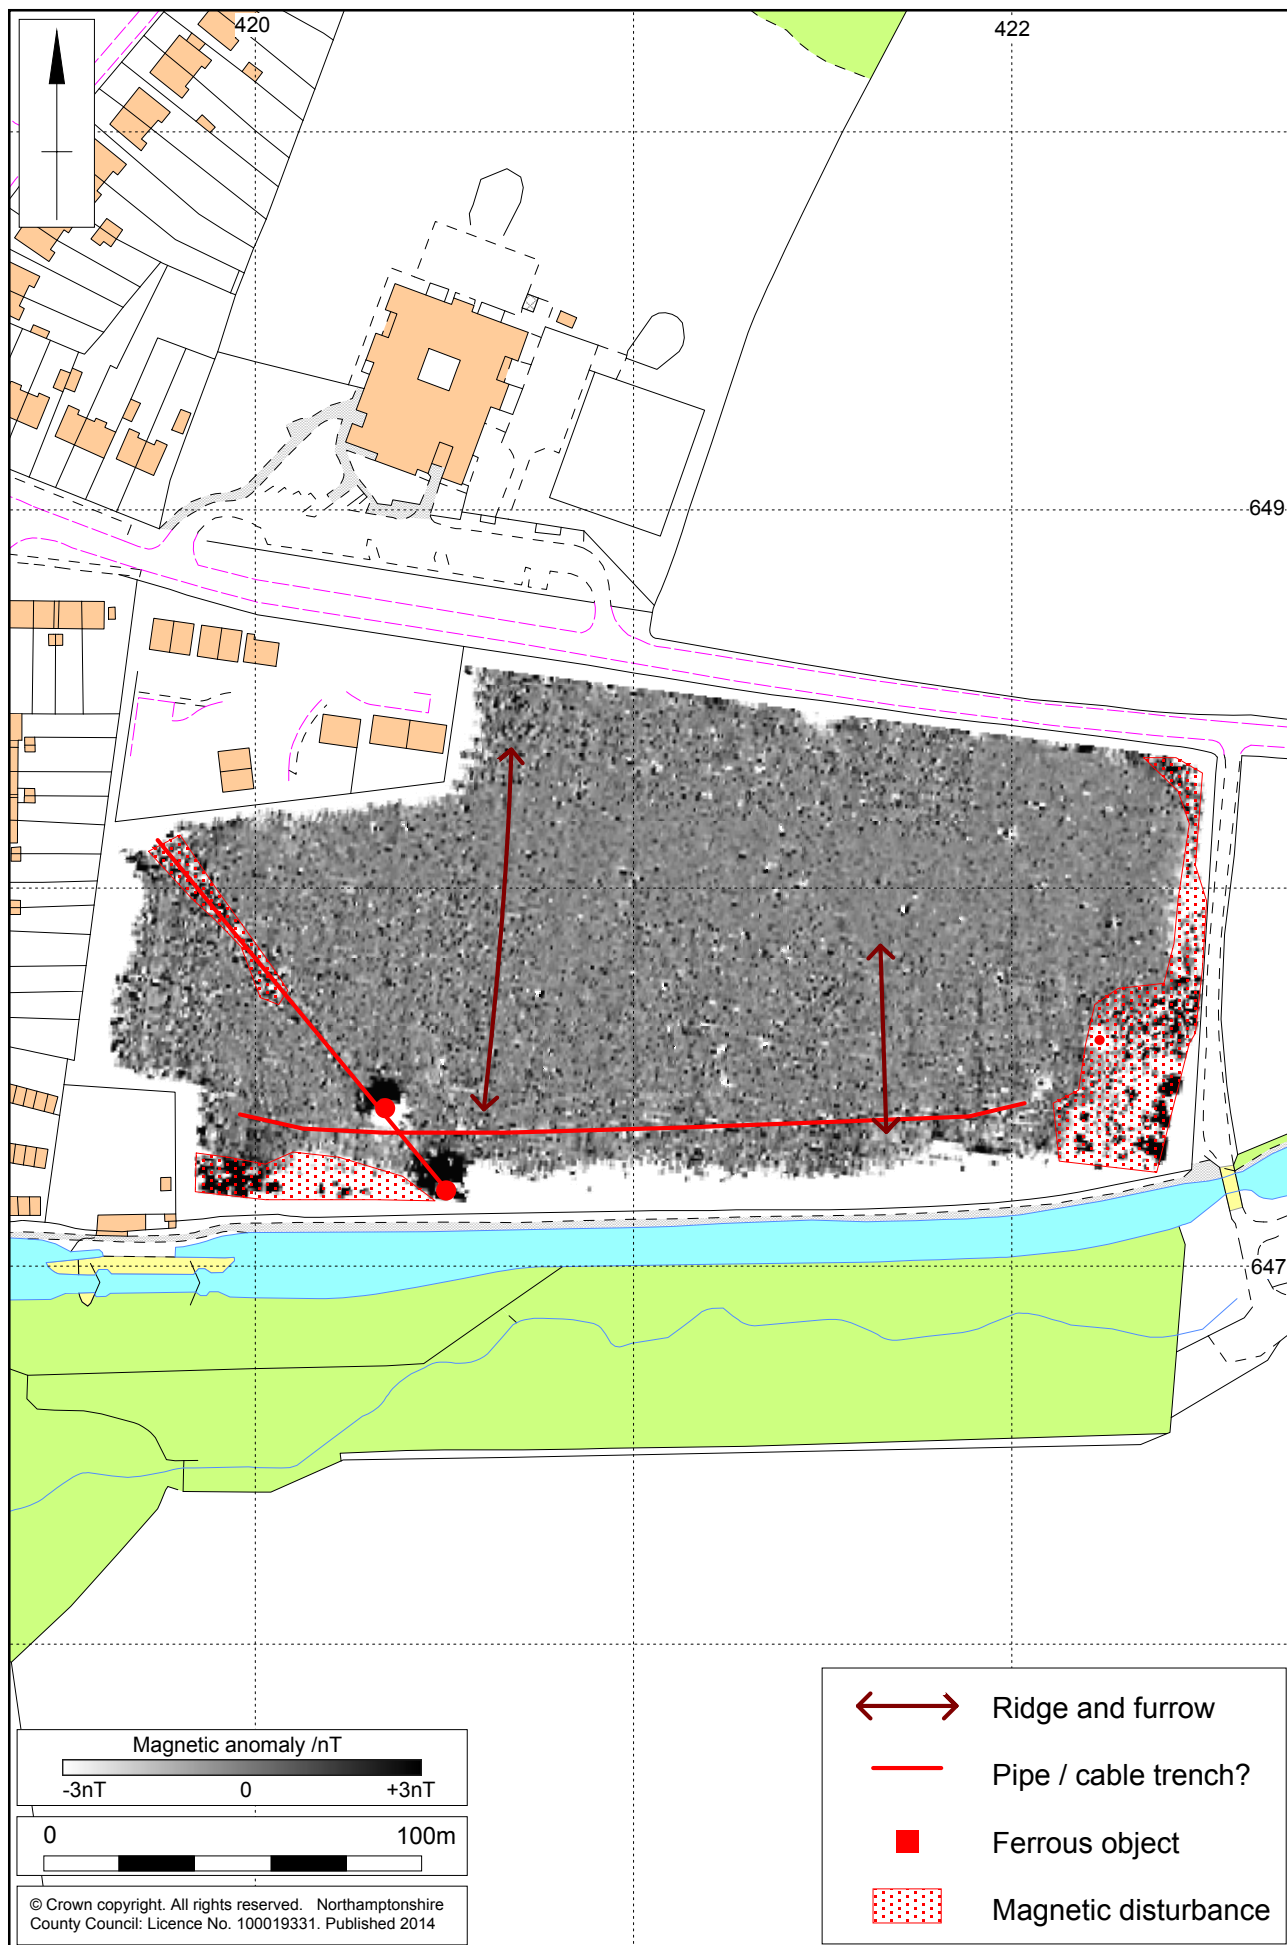 420
422
649
647
Magnetic anomaly /nT
-3nT 0 +3nT
0 100m
© Crown copyright. All rights reserved. Northamptonshire
County Council: Licence No. 100019331. Published 2014
Ridge and furrow
Pipe / cable trench?
Ferrous object
Magnetic disturbance